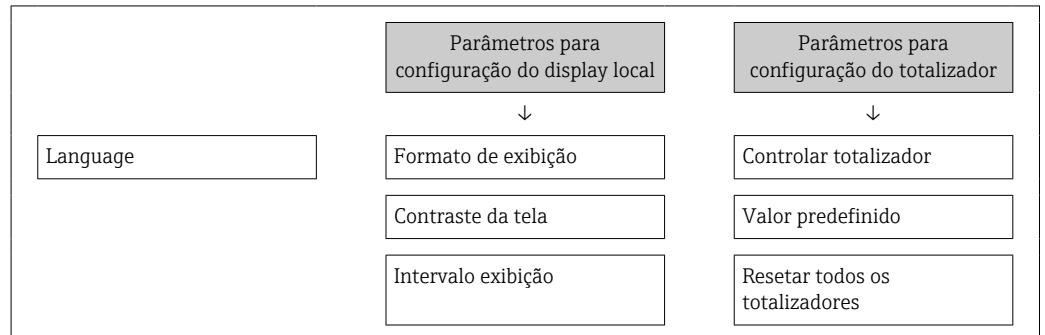 Parâmetros para
configuração do display local
Parâmetros para
configuração do totalizador
↓
↓
Language
Formato de exibição
Controlar totalizador
Contraste da tela
Valor predefinido
Intervalo exibição
Resetar todos os
totalizadores